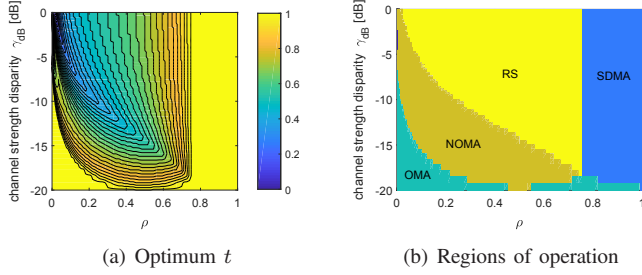 channel strength disparity γdB [dB]
0
-5
-10
-15
-20
0 0.2 0.4 0.6 0.8 1
ρ
1
0.8
0.6
0.4
0.2
0
(a) Optimum t
channel strength disparity γdB [dB]
0
-5
-10
-15
-20
0 0.2 0.4 0.6 0.8 1
ρ
RS
SDMA
NOMA
OMA
(b) Regions of operation